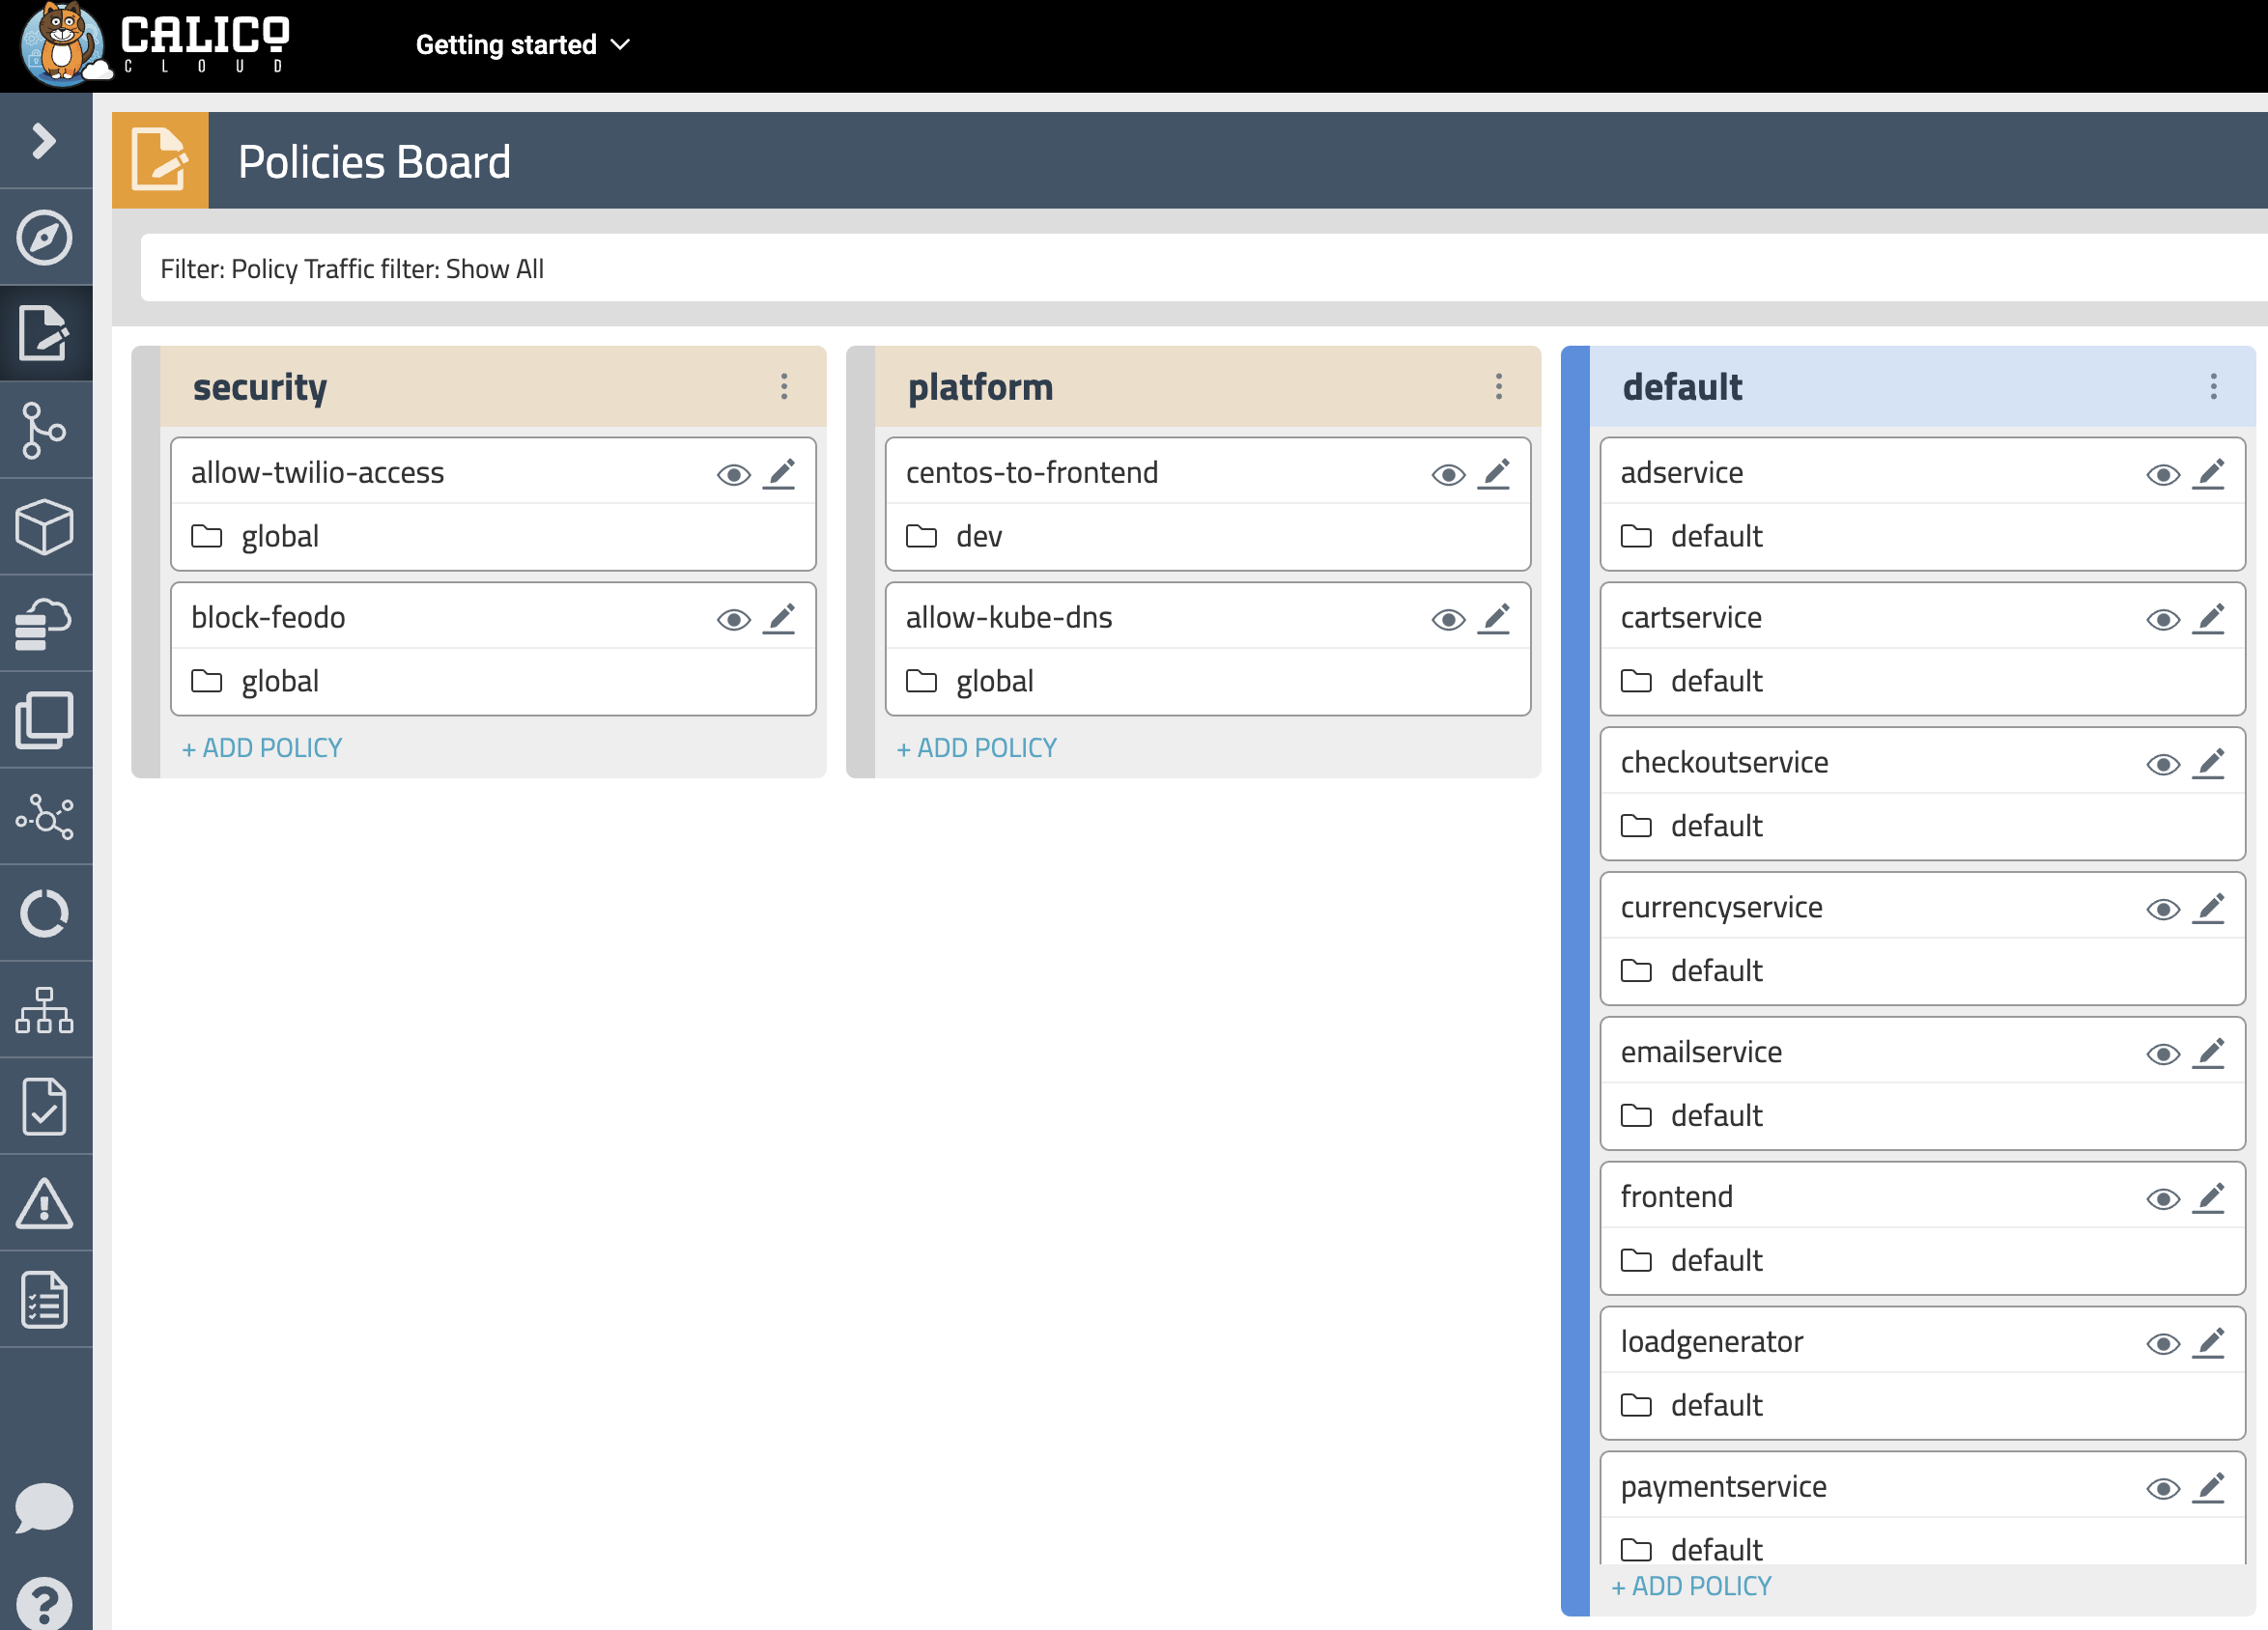 CALICO
CLOUD
Getting started
Policies Board
Filter: Policy Traffic filter: Show All
security
allow-twilio-access
global
block-feodo
global
+ ADD POLICY
platform
centos-to-frontend
dev
allow-kube-dns
global
+ ADD POLICY
default
adservice
default
cartservice
default
checkoutservice
default
currencyservice
default
emailservice
default
frontend
default
loadgenerator
default
paymentservice
default
+ ADD POLICY